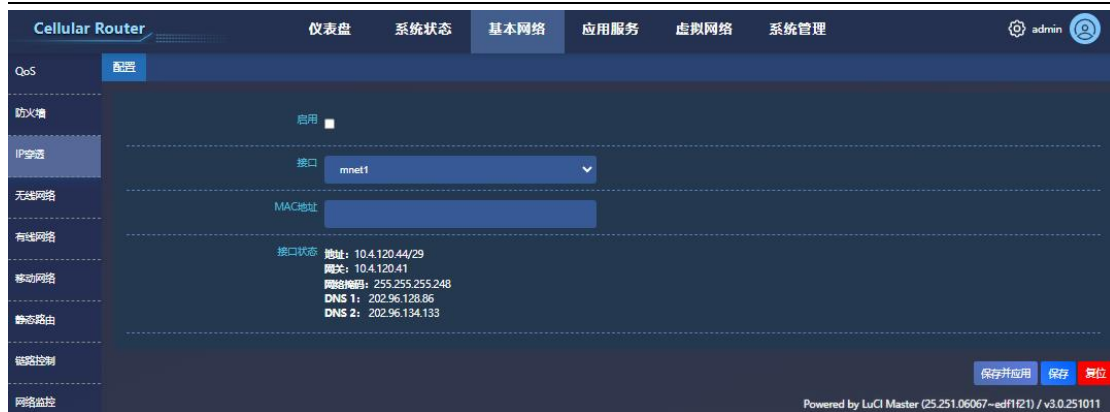 Cellular Router
仪表盘 系统状态 基本网络 应用服务 虚拟网络 系统管理
admin
QoS
防火墙
IP穿透
无线网络
有线网络
移动网络
静态路由
链路控制
网络监控
配置
启用
接口 mnet1
MAC地址
接口状态 地址：10.4.120.44/29
网关：10.4.120.41
网络掩码：255.255.255.248
DNS 1：202.96.128.86
DNS 2：202.96.134.133
保存并应用 保存 复位
Powered by LuCI Master (25.251.06067~edf1f21) / v3.0.251011